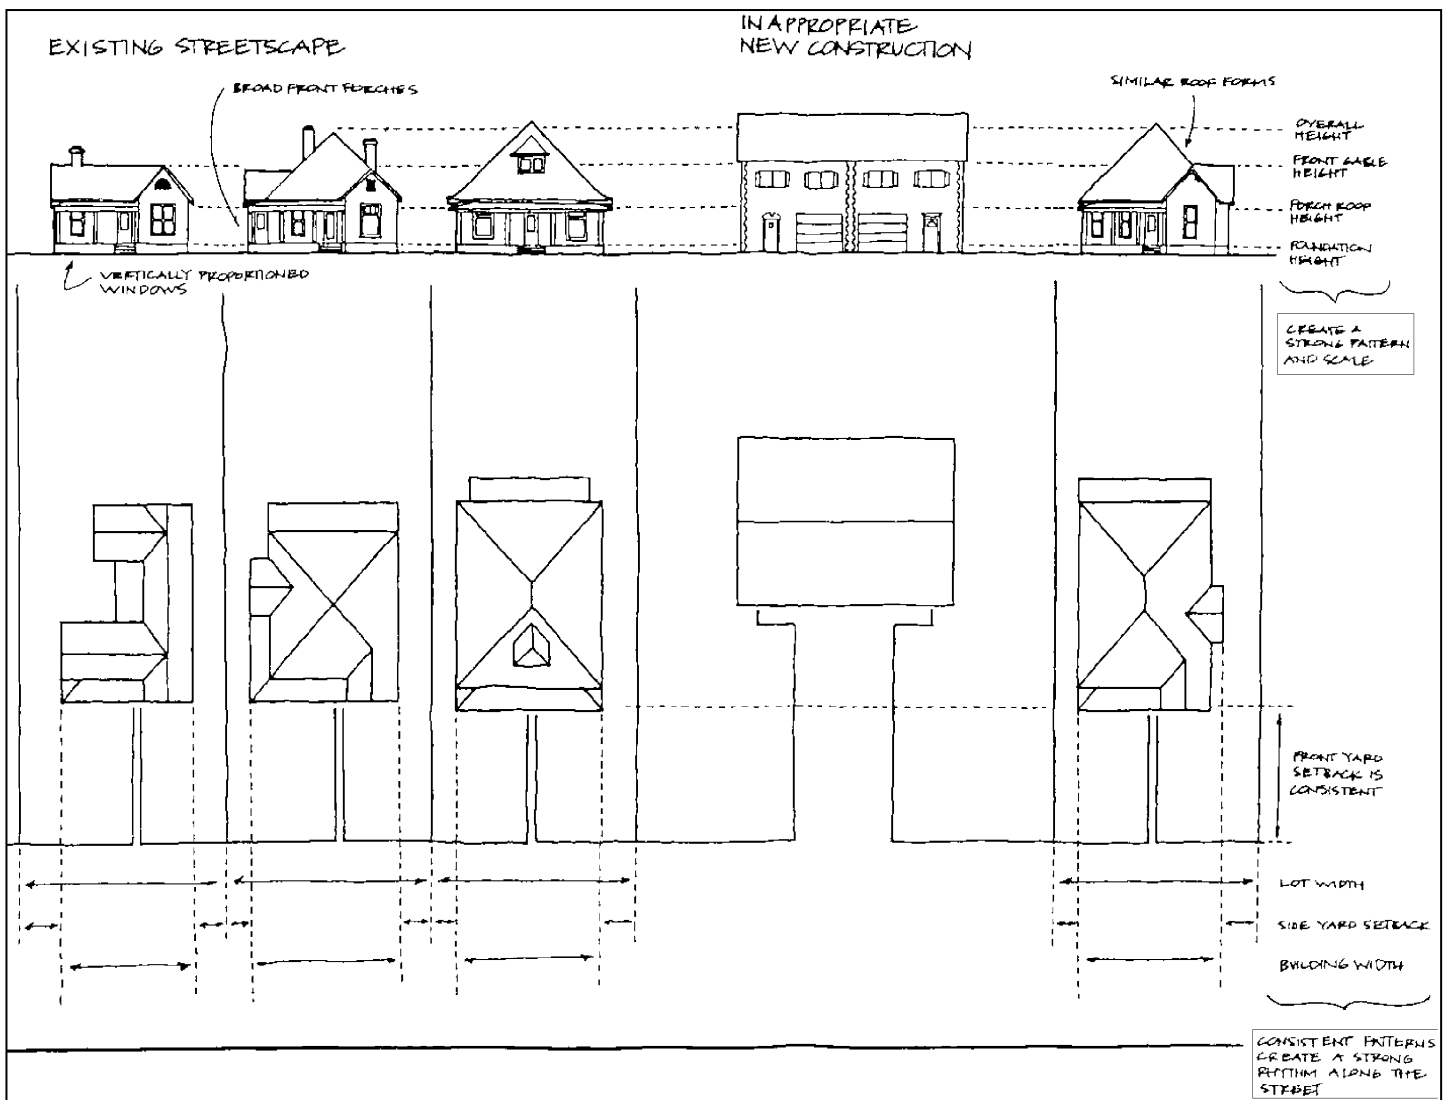 EXISTING STREETSCAPE
INAPPROPRIATE
NEW CONSTRUCTION
BROAD FRONT PORCHES
SIMILAR ROOF FORMS
OVERALL
HEIGHT
FRONT GABLE
HEIGHT
PORCH ROOF
HEIGHT
FOUNDATION
HEIGHT
VERTICALLY PROPORTIONED
WINDOWS
CREATE A
STRONG PATTERN
AND SCALE
FRONT YARD
SETBACK IS
CONSISTENT
LOT WIDTH
SIDE YARD SETBACK
BUILDING WIDTH
CONSISTENT PATTERNS
CREATE A STRONG
RHYTHM ALONG THE
STREET